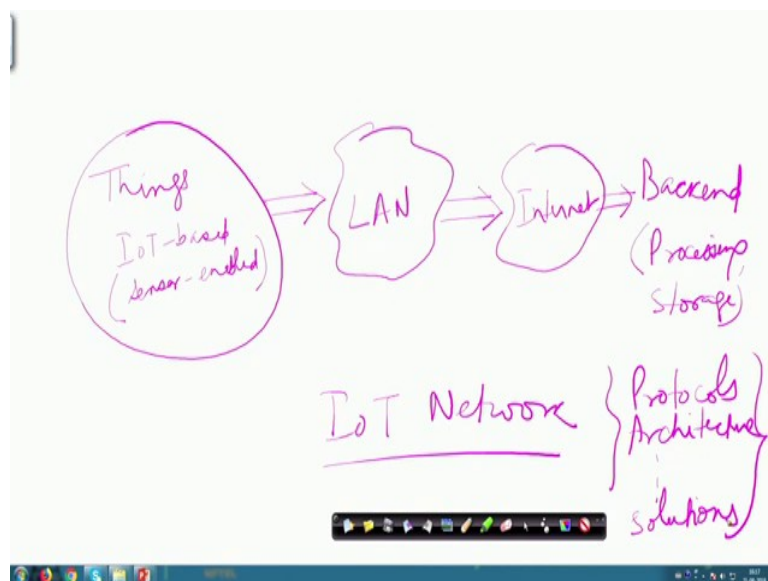 Things
IoT-based
(sensor-enabled)
LAN
Internet
Backend
(Processing,
storage)
IoT Network
Protocols
Architecture
solutions